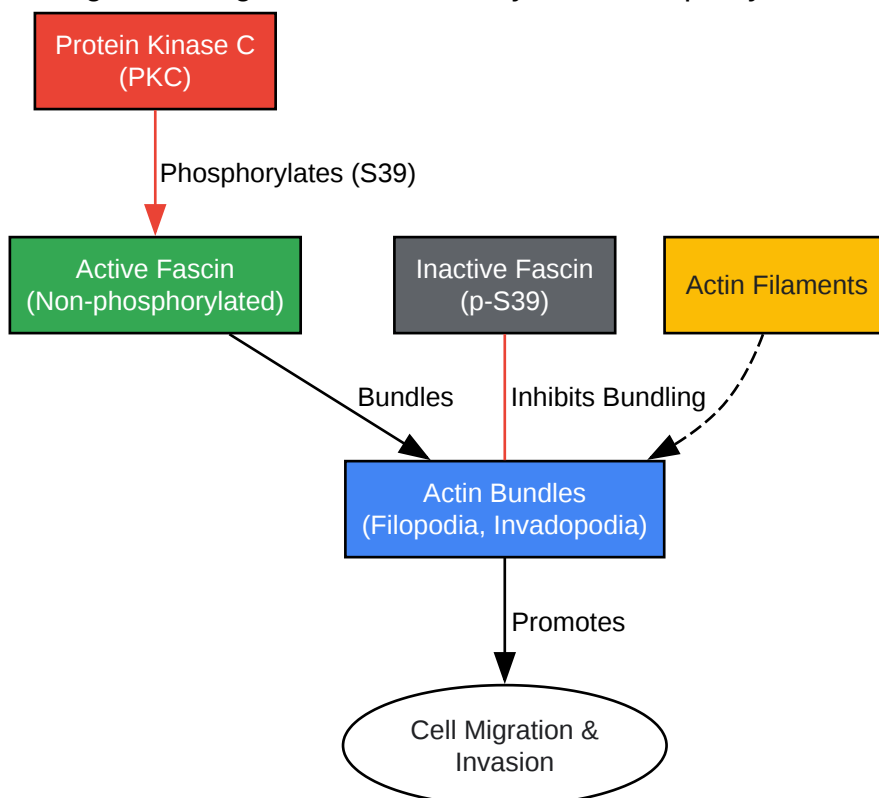 Protein Kinase C
(PKC)
Phosphorylates (S39)
Active Fascin
(Non-phosphorylated)
Inactive Fascin
(p-S39)
Actin Filaments
Bundles
Inhibits Bundling
Actin Bundles
(Filopodia, Invadopodia)
Promotes
Cell Migration &
Invasion